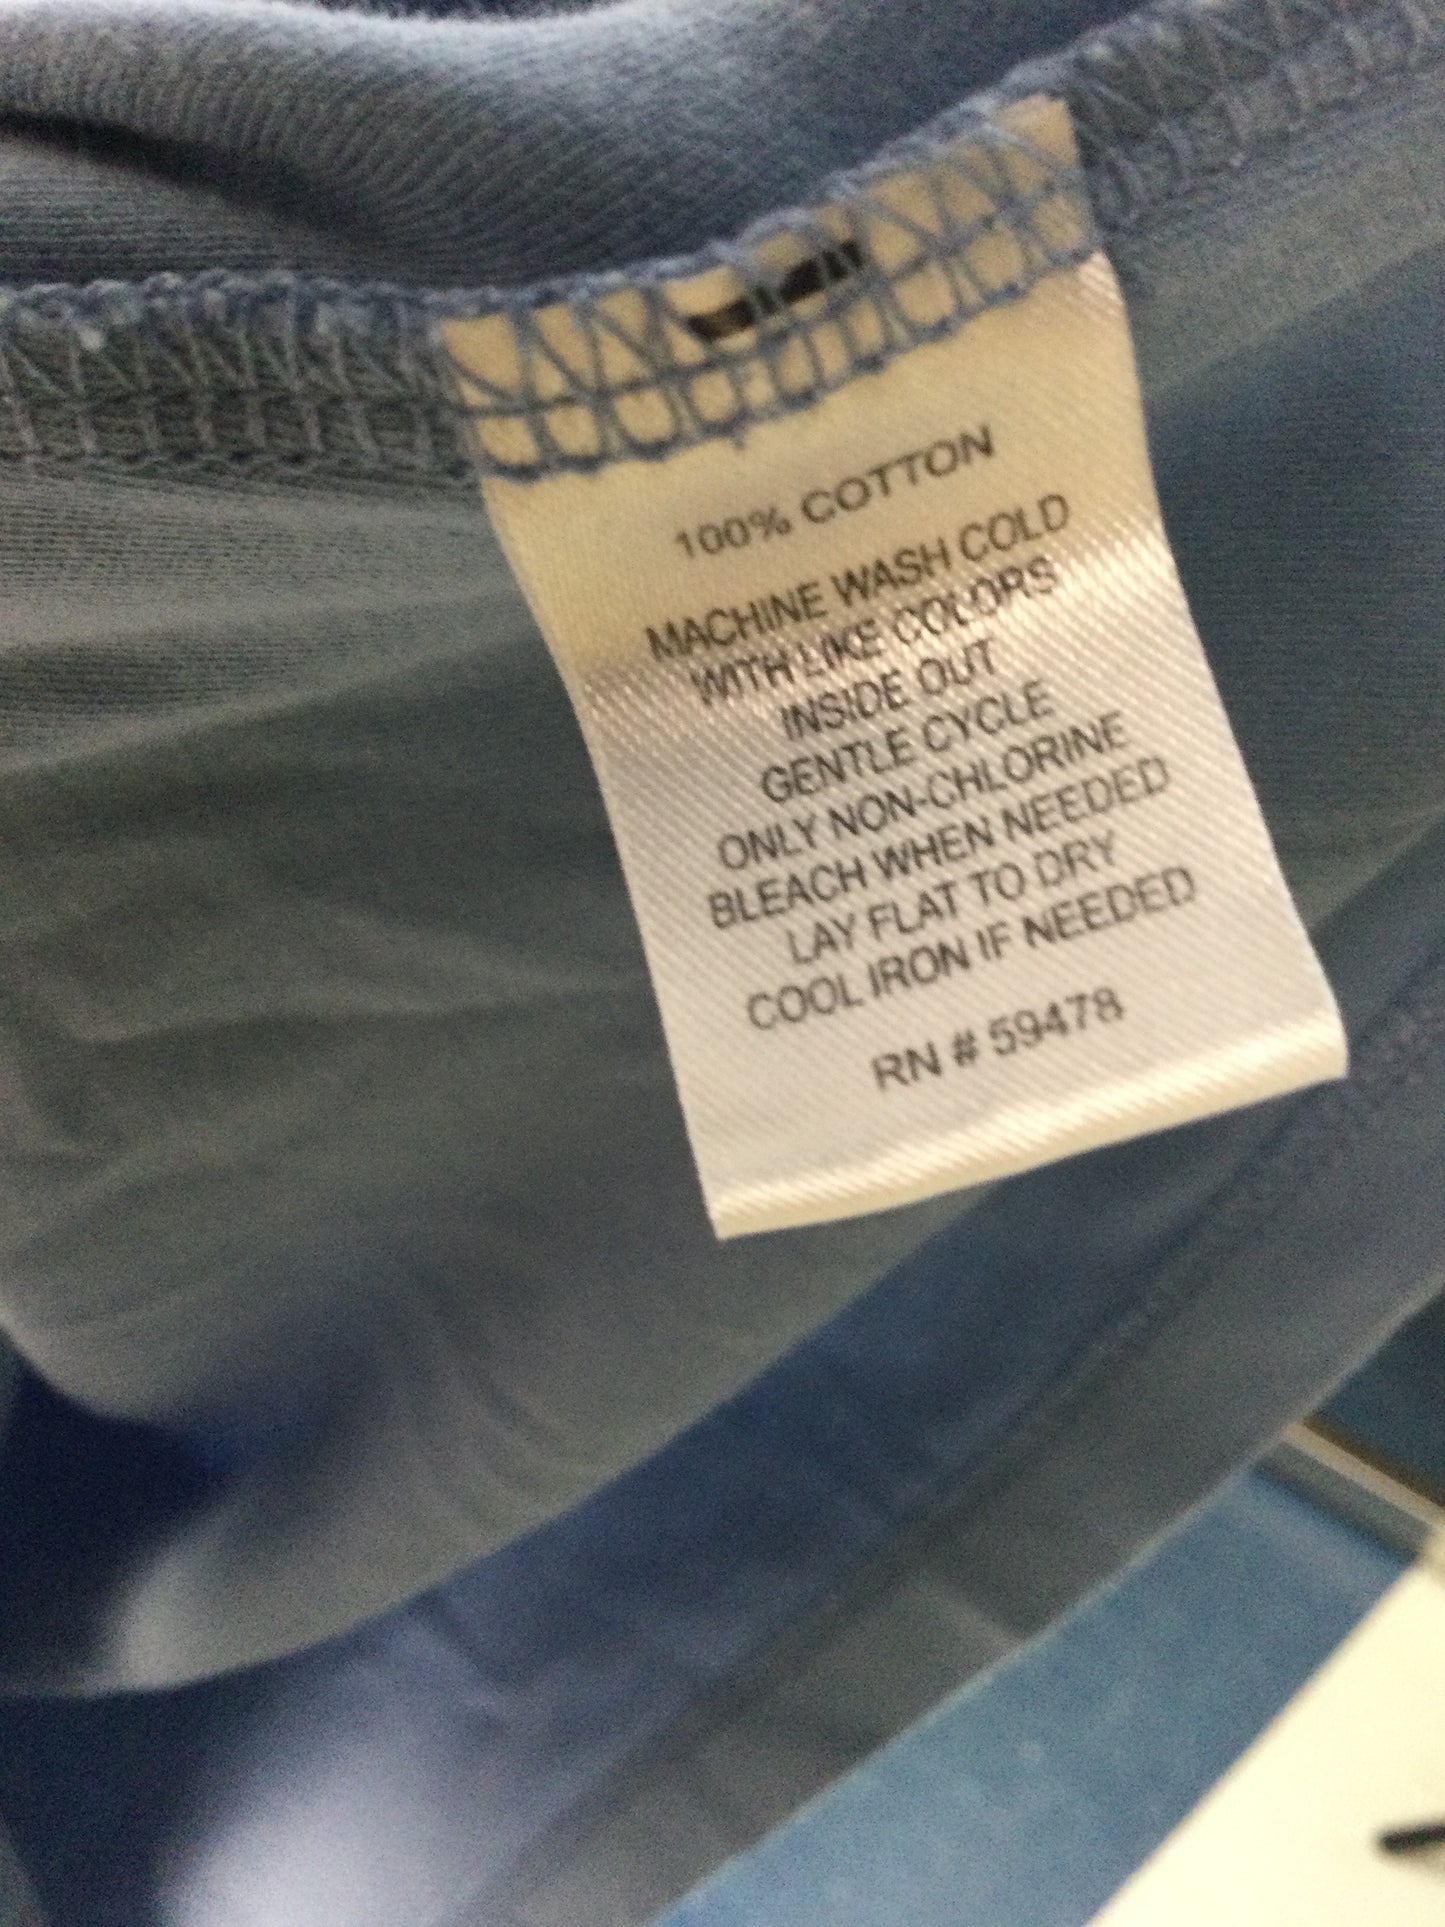 100% COTTON
MACHINE WASH COLD
WITH LIKE COLORS
INSIDE OUT
GENTLE CYCLE
ONLY NON-CHLORINE
BLEACH WHEN NEEDED
LAY FLAT TO DRY
COOL IRON IF NEEDED
RN # 59478